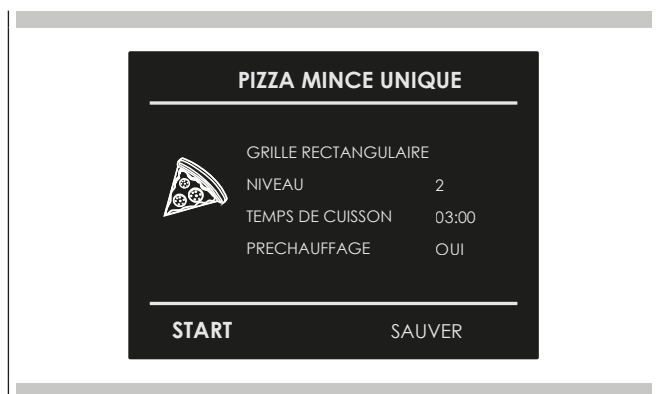 PIZZA MINCE UNIQUE
GRILLE RECTANGULAIRE
NIVEAU 2
TEMPS DE CUISSON 03:00
PRECHAUFFAGE OUI
START SAUVER